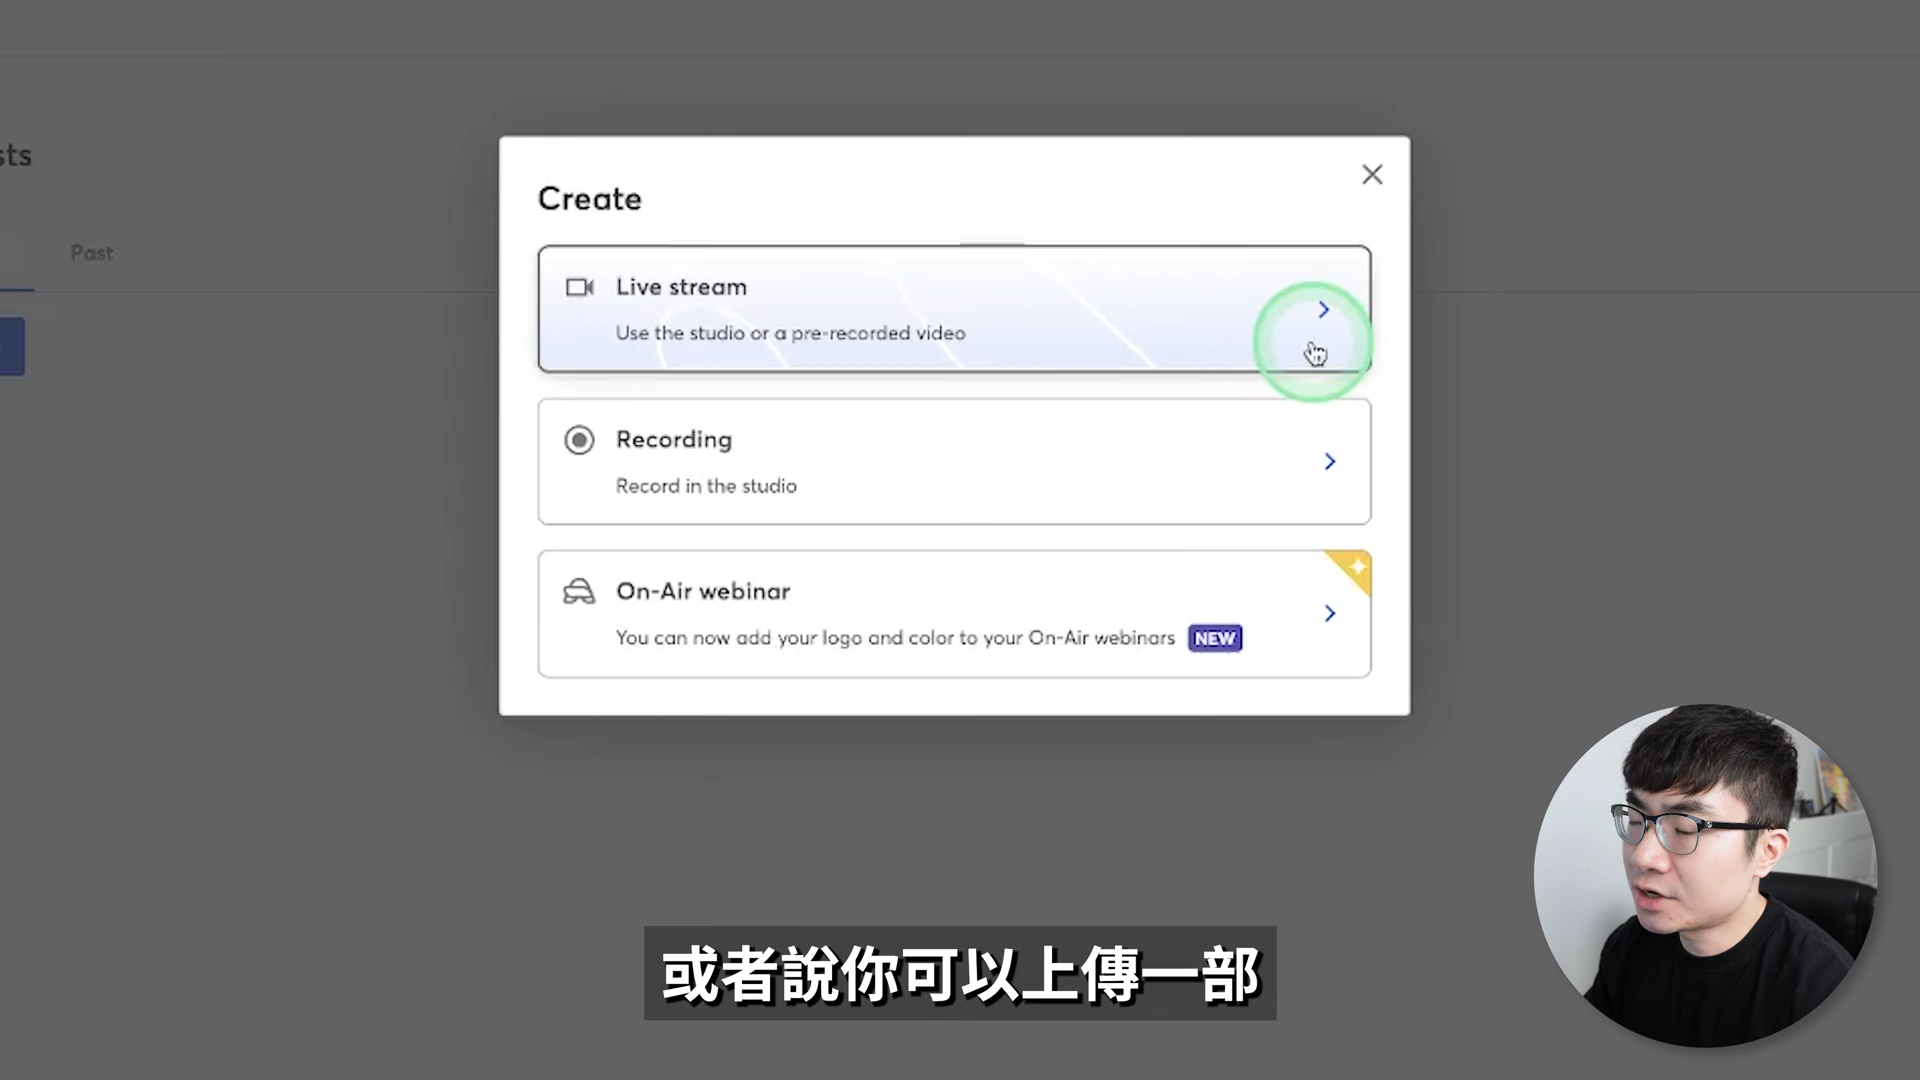 sts
Past
Create
Live stream
Use the studio or a pre-recorded video
Recording
Record in the studio
On-Air webinar
You can now add your logo and color to your On-Air webinars NEW
或者說你可以上傳一部